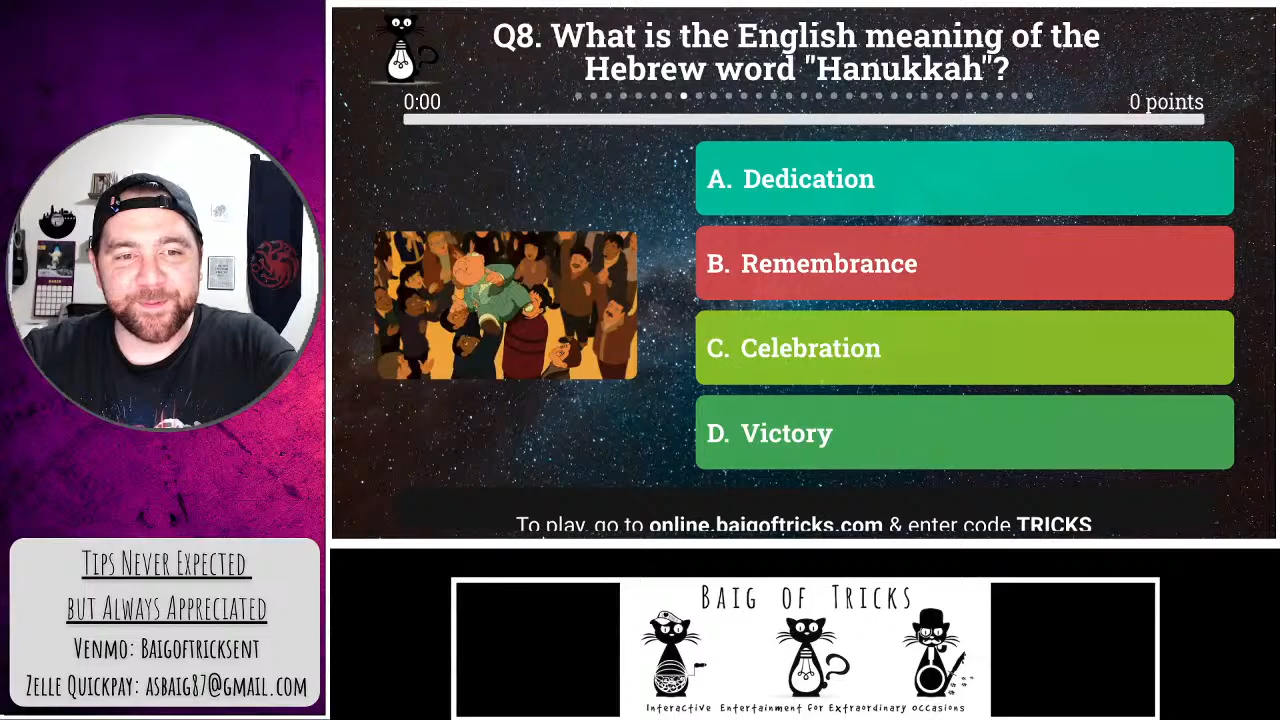 Q8. What is the English meaning of the
Hebrew word "Hanukkah"?
0:00
0 points
A. Dedication
B. Remembrance
C. Celebration
D. Victory
To play, go to online.baigoftricks.com & enter code TRICKS
Tips Never Expected
but Always Appreciated
Venmo: Baigoftricksent
Zelle Quickpay: asbaig87@gmail.com
Baig of Tricks
Interactive Entertainment for Extraordinary Occasions